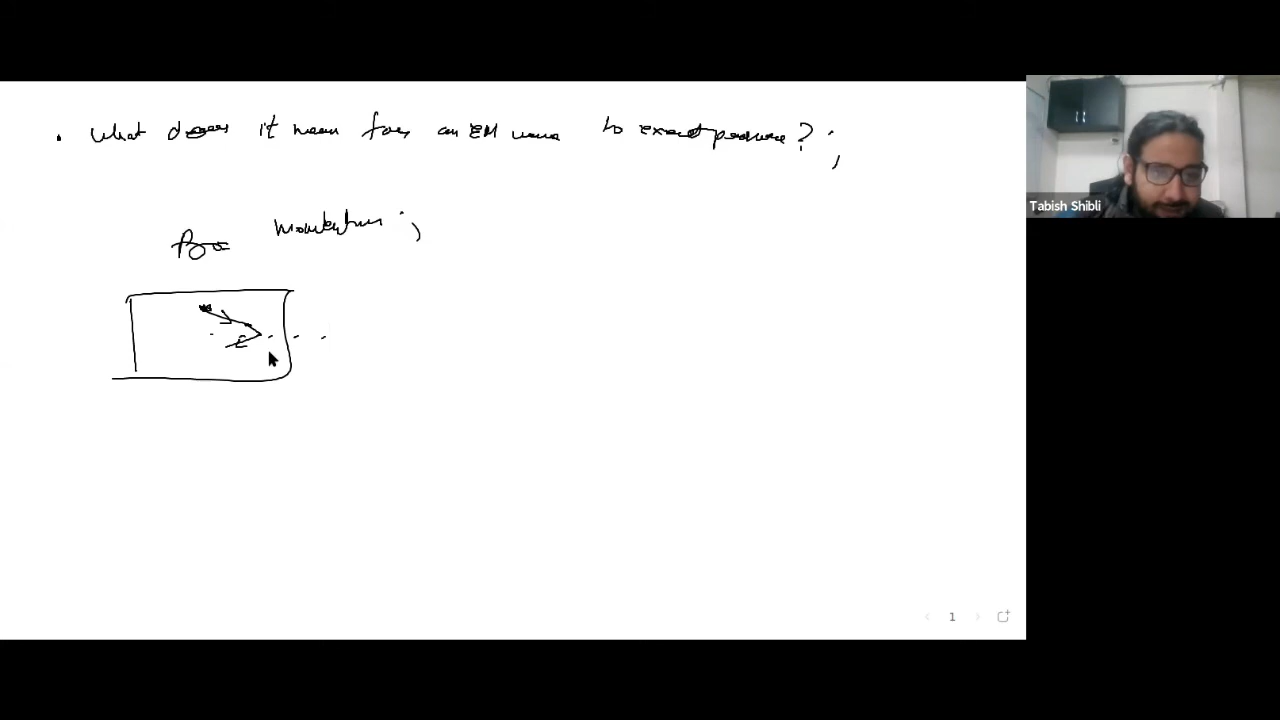 . What does it mean for an EM wave to exert pressure? ;
momentum ;
Tabish Shibli
1